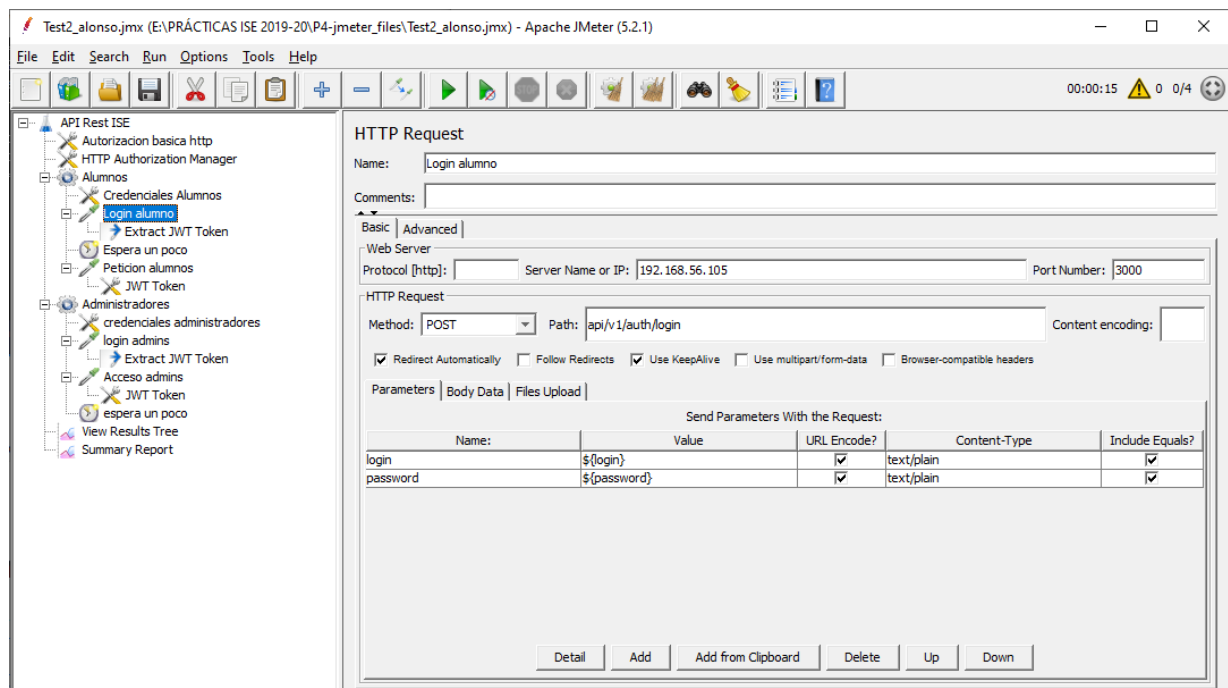 Test2_alonso.jmx (E:\PRÁCTICAS ISE 2019-20\P4-jmeter_files\Test2_alonso.jmx) - Apache JMeter (5.2.1)
File Edit Search Run Options Tools Help
STOP
00:00:15 0 0/4
API Rest ISE
Autorizacion basica http
HTTP Authorization Manager
Alumnos
Credenciales Alumnos
Login alumno
Extract JWT Token
Espera un poco
Peticion alumnos
JWT Token
Administradores
credenciales administradores
login admins
Extract JWT Token
Acceso admins
JWT Token
espera un poco
View Results Tree
Summary Report
HTTP Request
Name: Login alumno
Comments:
Basic Advanced
Web Server
Protocol [http]: Server Name or IP: 192.168.56.105 Port Number: 3000
HTTP Request
Method: POST Path: api/v1/auth/login Content encoding:
Redirect Automatically Follow Redirects Use KeepAlive Use multipart/form-data Browser-compatible headers
Parameters Body Data Files Upload
Send Parameters With the Request:
Name: Value URL Encode? Content-Type Include Equals?
login ${login} text/plain
password ${password} text/plain
Detail Add Add from Clipboard Delete Up Down